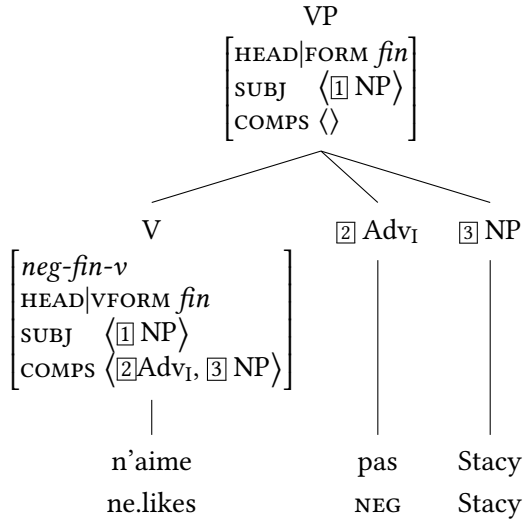 VP
HEAD|FORM fin
SUBJ ⟨[1] NP⟩
COMPS ⟨⟩
V [2] Adv_I [3] NP
neg-fin-v
HEAD|VFORM fin
SUBJ ⟨[1] NP⟩
COMPS ⟨[2]Adv_I, [3] NP⟩
n'aime pas Stacy
ne.likes NEG Stacy